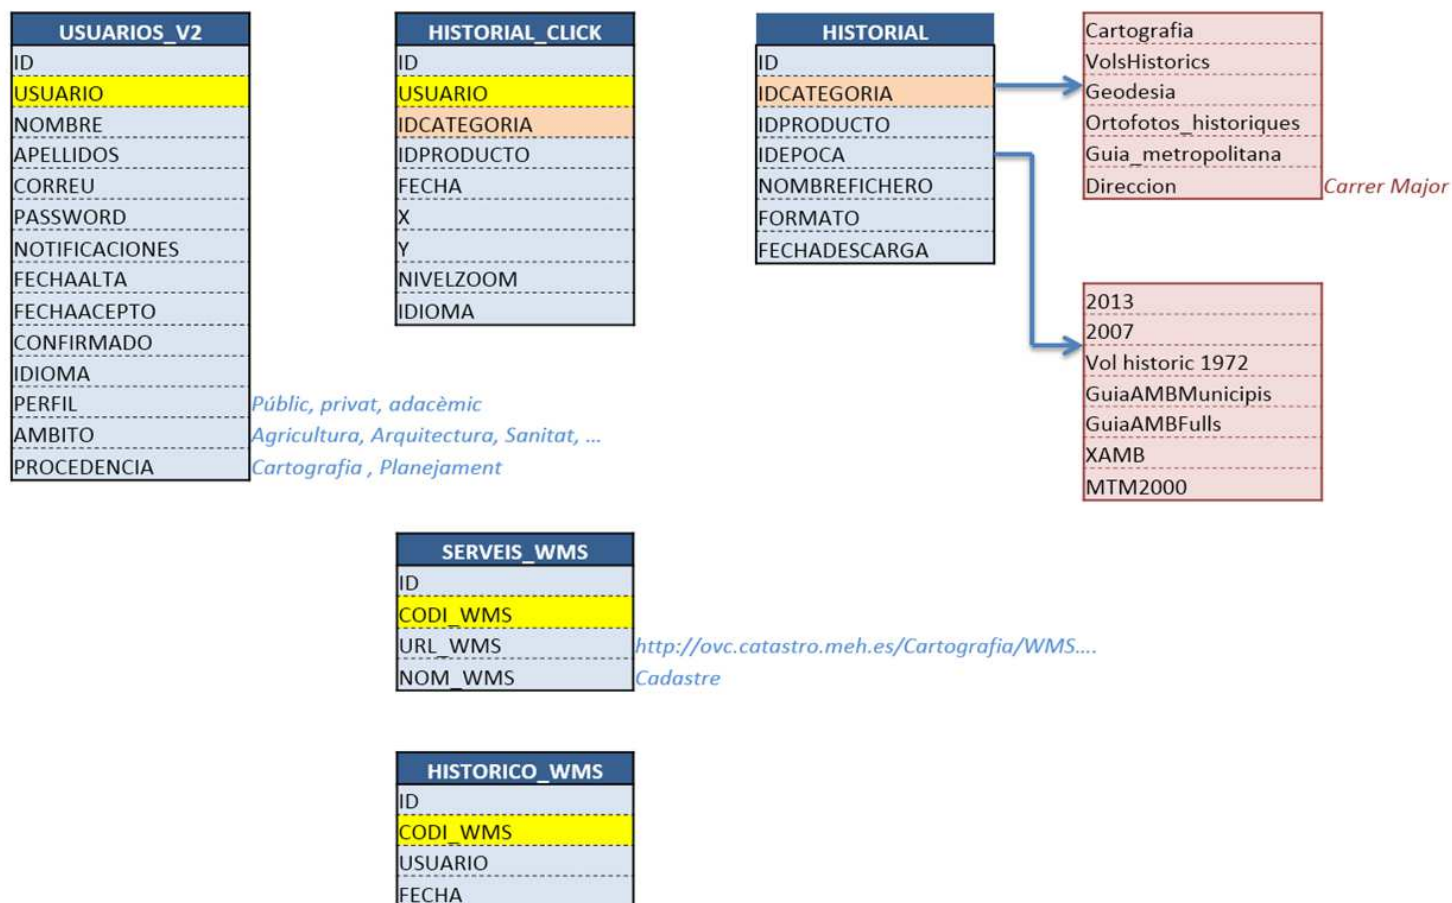 USUARIOS_V2
ID
USUARIO
NOMBRE
APELLIDOS
CORREU
PASSWORD
NOTIFICACIONES
FECHAALTA
FECHAACEPTO
CONFIRMADO
IDIOMA
PERFIL Públic, privat, adacèmic
AMBITO Agricultura, Arquitectura, Sanitat, ...
PROCEDENCIA Cartografia , Planejament
HISTORIAL_CLICK
ID
USUARIO
IDCATEGORIA
IDPRODUCTO
FECHA
X
Y
NIVELZOOM
IDIOMA
HISTORIAL
ID
IDCATEGORIA
IDPRODUCTO
IDEPOCA
NOMBREFICHERO
FORMATO
FECHADESCARGA
Cartografia
VolsHistorics
Geodesia
Ortofotos_historiques
Guia_metropolitana
Direccion Carrer Major
2013
2007
Vol historic 1972
GuiaAMBMunicipis
GuiaAMBFulls
XAMB
MTM2000
SERVEIS_WMS
ID
CODI_WMS
URL_WMS http://ovc.catastro.meh.es/Cartografia/WMS....
NOM_WMS Cadastre
HISTORICO_WMS
ID
CODI_WMS
USUARIO
FECHA